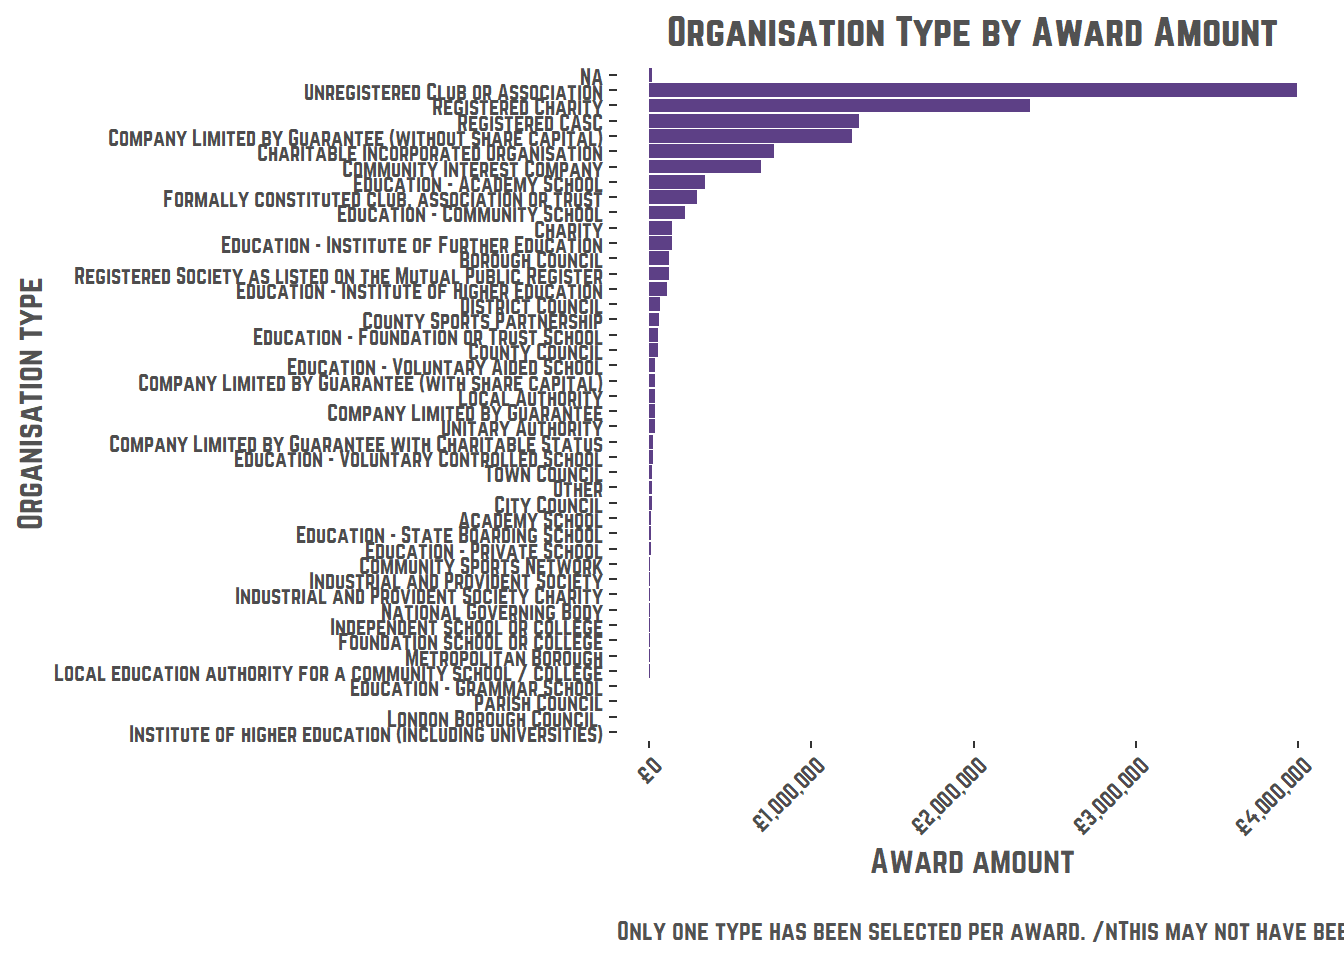 Organisation Type by Award Amount
NA
Unregistered Club or Association
Registered Charity
Registered CASC
Company Limited by Guarantee (without share capital)
Charitable Incorporated Organisation
Community Interest Company
Education - Academy School
Formally constituted club, association or trust
Education - Community School
Charity
Education - Institute of Further Education
Borough Council
Registered Society as listed on the Mutual Public Register
Education - Institute of Higher Education
District Council
County Sports Partnership
Education - Foundation or Trust School
County Council
Education - Voluntary Aided School
Company Limited by Guarantee (with share capital)
Local Authority
Company Limited by Guarantee
Unitary Authority
Company Limited by Guarantee with Charitable Status
Education - Voluntary Controlled School
Town Council
Other
City Council
Academy School
Education - State Boarding School
Education - Private School
Community Sports Network
Industrial and Provident Society
Industrial and Provident Society Charity
National Governing Body
Independent school or college
Foundation school or college
Metropolitan Borough
Local education authority for a community school / college
Education - Grammar School
Parish Council
London Borough Council
Institute of higher education (including universities)
Organisation type
£0
£1,000,000
£2,000,000
£3,000,000
£4,000,000
Award amount
Only one type has been selected per award. /nThis may not have bee